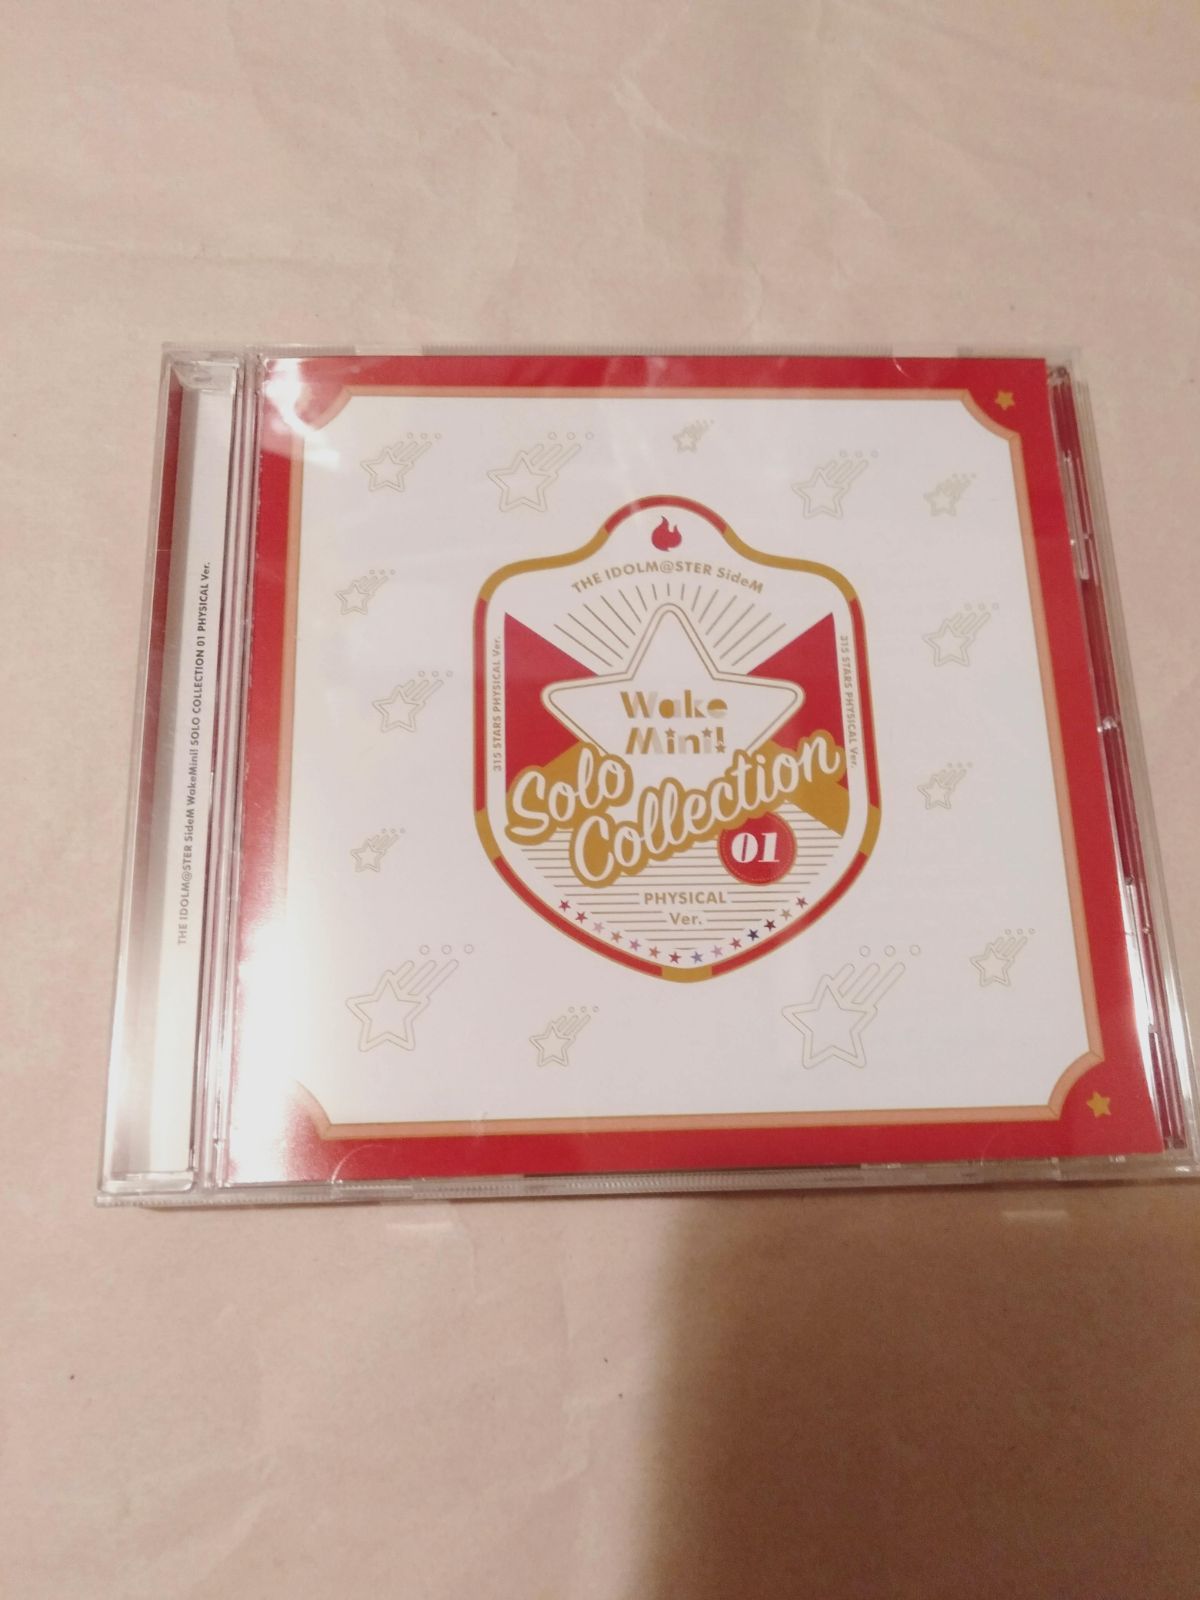 THE IDOLM@STER SideM WakeMini! SOLO COLLECTION 01 PHYSICAL Ver.
THE IDOLM@STER SideM
315 STARS PHYSICAL Ver.
315 STARS PHYSICAL Ver.
Wake
Mini!
Solo
Collection
01
PHYSICAL
Ver.